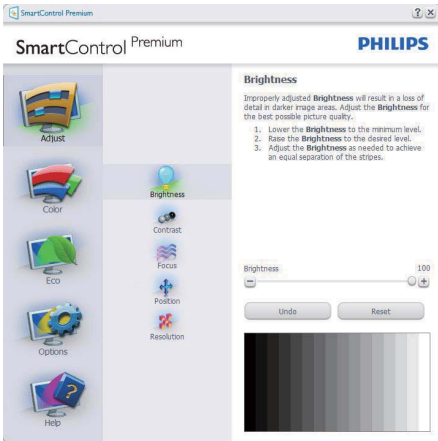 SmartControl Premium
? x
SmartControl Premium
PHILIPS
Adjust
Color
Eco
Options
Help
Brightness
Contrast
Focus
Position
Resolution
Brightness
Improperly adjusted Brightness will result in a loss of
detail in darker image areas. Adjust the Brightness for
the best possible picture quality.
1. Lower the Brightness to the minimum level.
2. Raise the Brightness to the desired level.
3. Adjust the Brightness as needed to achieve
an equal separation of the stripes.
Brightness 100
Undo Reset